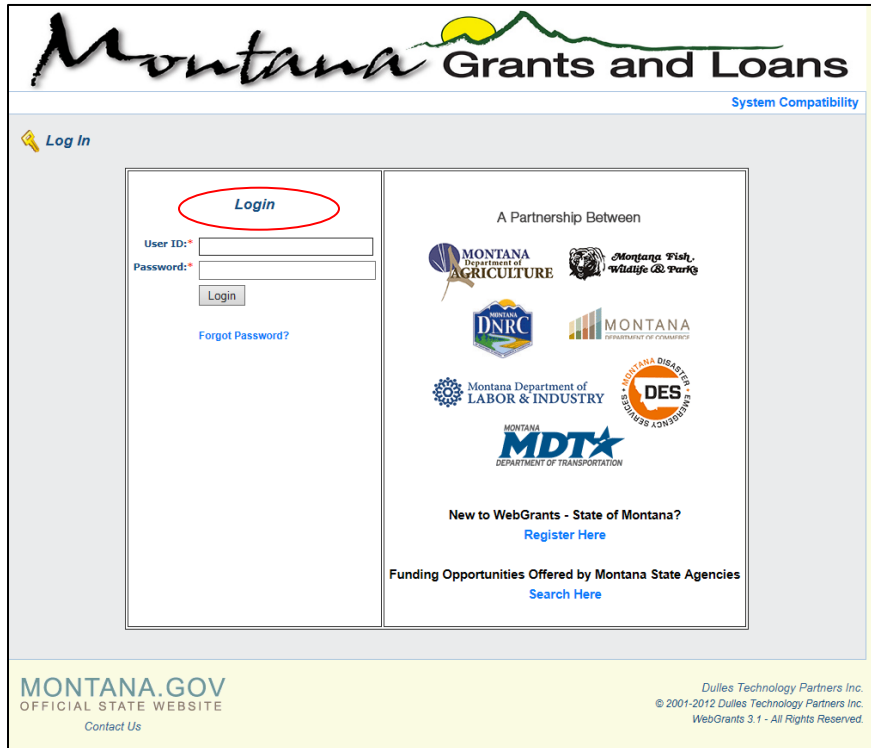 Montana Grants and Loans
System Compatibility
Log In
Login
User ID:*
Password:*
Login
Forgot Password?
A Partnership Between
MONTANA
Department of
AGRICULTURE
Montana Fish,
Wildlife & Parks
MONTANA
DNRC
MONTANA
DEPARTMENT OF COMMERCE
Montana Department of
LABOR & INDUSTRY
MONTANA DISASTER • EMERGENCY SERVICES •
DES
MONTANA
MDT
DEPARTMENT OF TRANSPORTATION
New to WebGrants - State of Montana?
Register Here
Funding Opportunities Offered by Montana State Agencies
Search Here
MONTANA.GOV
OFFICIAL STATE WEBSITE
Contact Us
Dulles Technology Partners Inc.
© 2001-2012 Dulles Technology Partners Inc.
WebGrants 3.1 - All Rights Reserved.